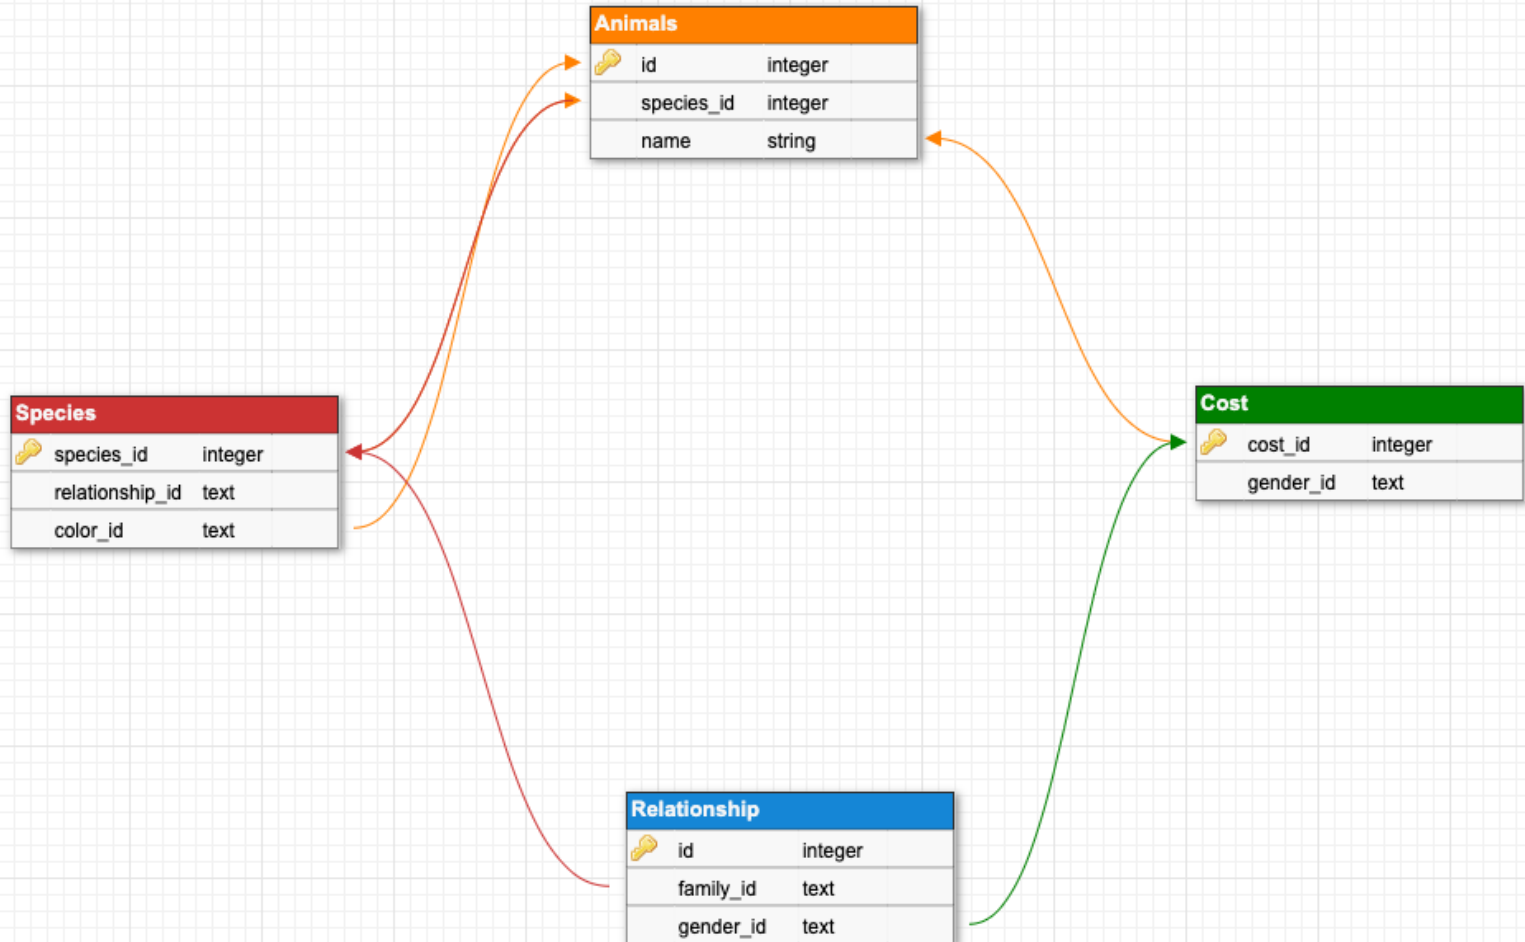 Animals
id integer
species_id integer
name string
Species
species_id integer
relationship_id text
color_id text
Cost
cost_id integer
gender_id text
Relationship
id integer
family_id text
gender_id text